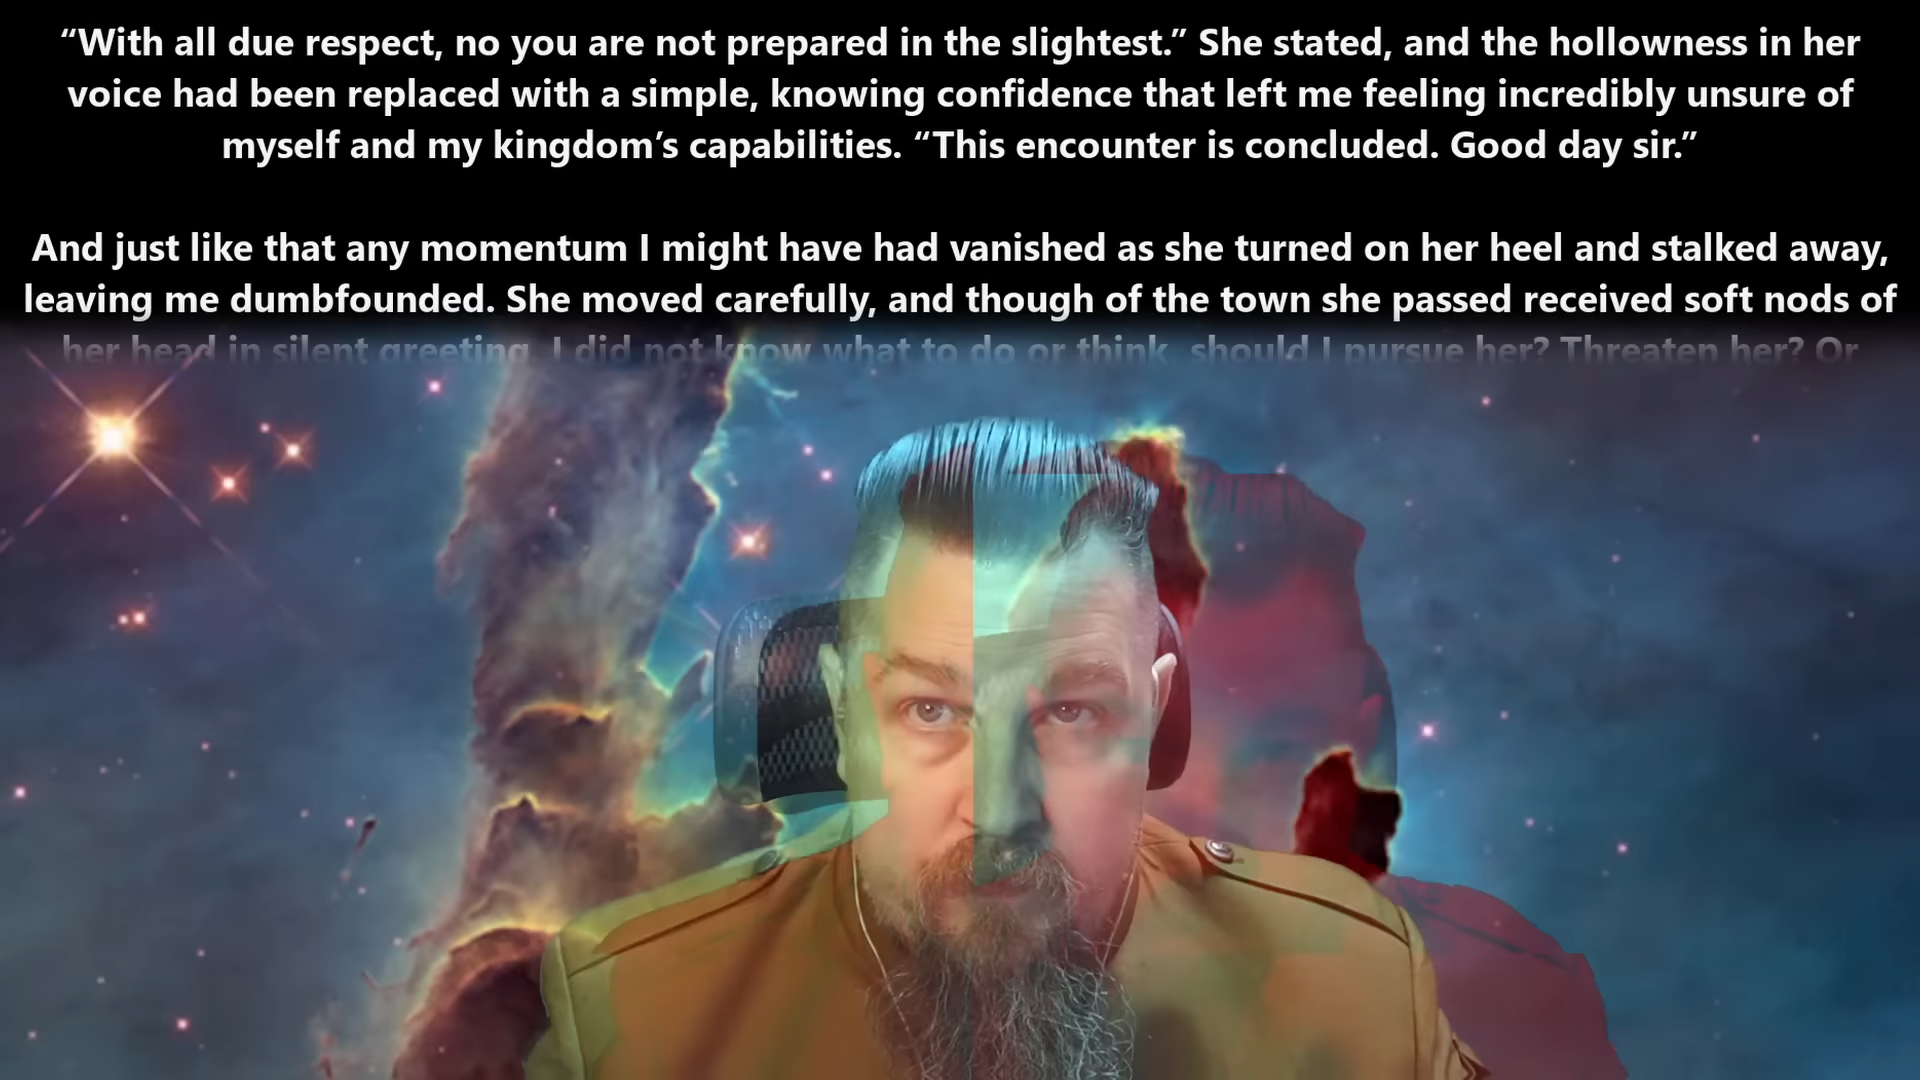 “With all due respect, no you are not prepared in the slightest.” She stated, and the hollowness in her
voice had been replaced with a simple, knowing confidence that left me feeling incredibly unsure of
myself and my kingdom’s capabilities. “This encounter is concluded. Good day sir.”
And just like that any momentum I might have had vanished as she turned on her heel and stalked away,
leaving me dumbfounded. She moved carefully, and though of the town she passed received soft nods of
her head in silent greeting, I did not know what to do or think, should I pursue her? Threaten her? Or